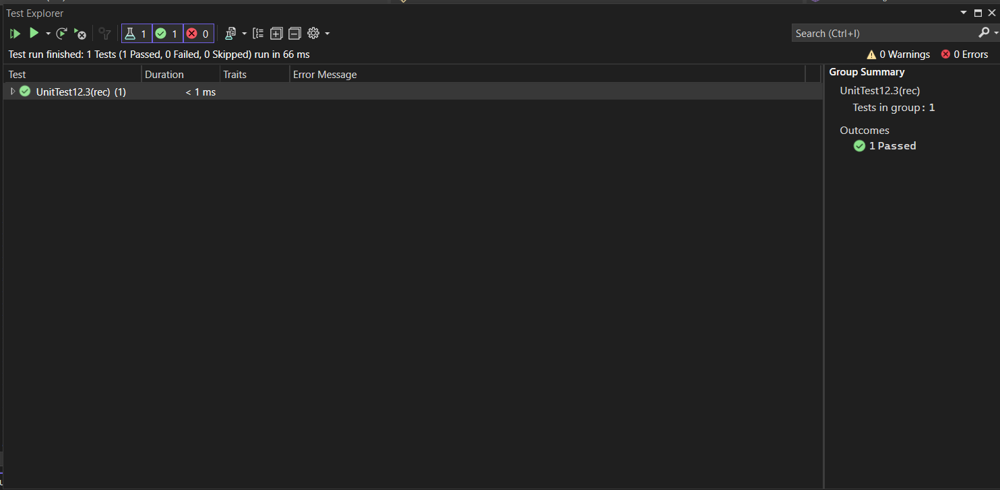 Test Explorer
1 1 0
Search (Ctrl+I)
Test run finished: 1 Tests (1 Passed, 0 Failed, 0 Skipped) run in 66 ms
0 Warnings 0 Errors
Test Duration Traits Error Message
UnitTest12.3(rec) (1) < 1 ms
Group Summary
UnitTest12.3(rec)
Tests in group: 1
Outcomes
1 Passed